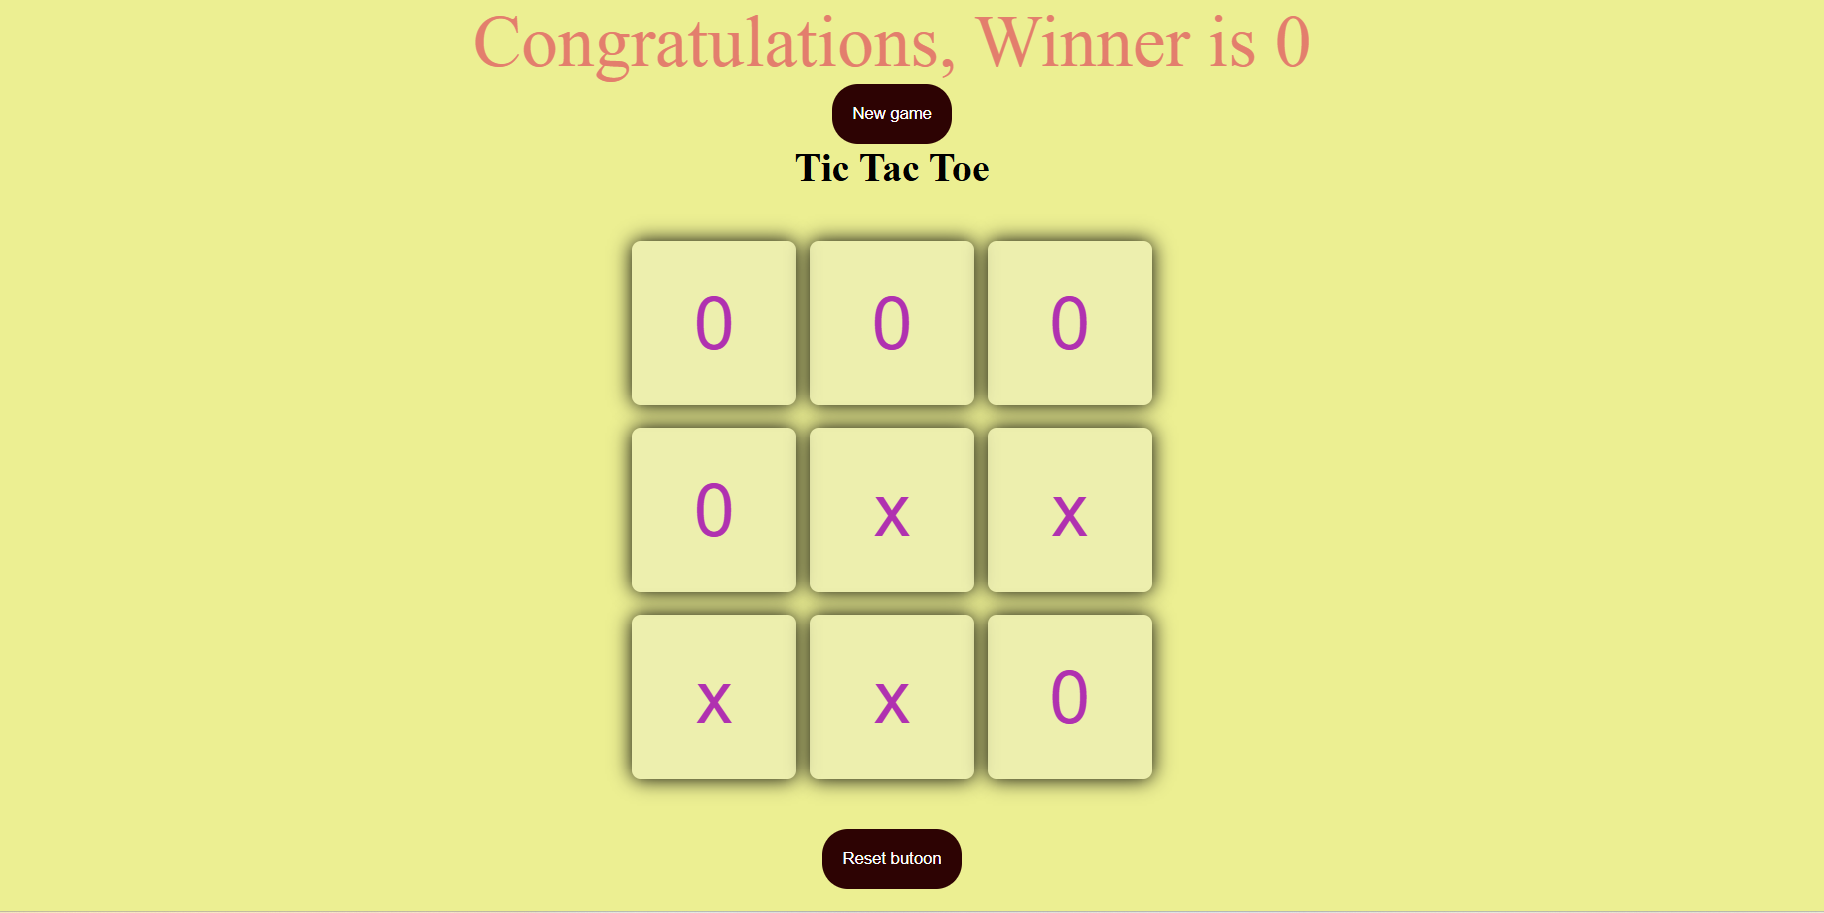 Congratulations, Winner is 0
New game
Tic Tac Toe
0 0 0
0 x x
x x 0
Reset butoon